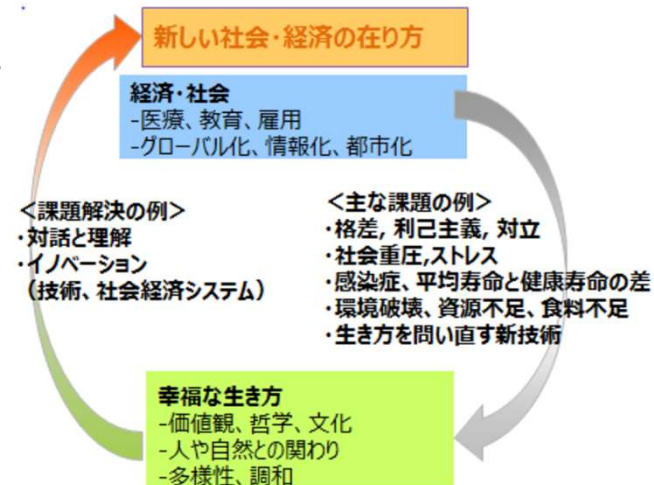 新しい社会・経済の在り方
経済・社会
-医療、教育、雇用
-グローバル化、情報化、都市化
＜課題解決の例＞
・対話と理解
・イノベーション
（技術、社会経済システム）
＜主な課題の例＞
・格差, 利己主義, 対立
・社会重圧,ストレス
・感染症、平均寿命と健康寿命の差
・環境破壊、資源不足、食料不足
・生き方を問い直す新技術
幸福な生き方
-価値観、哲学、文化
-人や自然との関わり
-多様性、調和